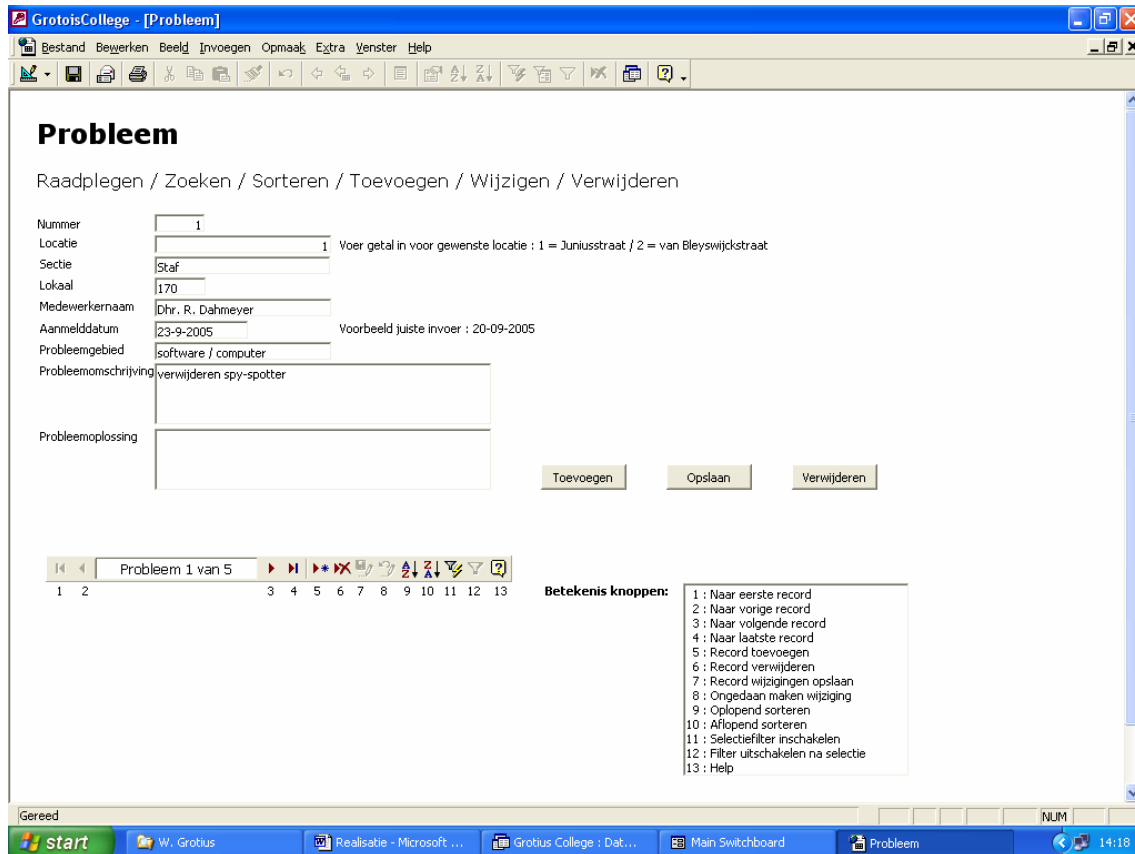 GrotoisCollege - [Probleem]
Bestand Bewerken Beeld Invoegen Opmaak Extra Venster Help
Probleem
Raadplegen / Zoeken / Sorteren / Toevoegen / Wijzigen / Verwijderen
Nummer 1
Locatie 1 Voer getal in voor gewenste locatie : 1 = Juniusstraat / 2 = van Bleyswijckstraat
Sectie Staf
Lokaal 170
Medewerkernaam Dhr. R. Dahmeyer
Aanmelddatum 23-9-2005 Voorbeeld juiste invoer : 20-09-2005
Probleemgebied software / computer
Probleemomschrijving verwijderen spy-spotter
Probleemoplossing
Toevoegen Opslaan Verwijderen
Probleem 1 van 5
1 2 3 4 5 6 7 8 9 10 11 12 13
Betekenis knoppen:
1 : Naar eerste record
2 : Naar vorige record
3 : Naar volgende record
4 : Naar laatste record
5 : Record toevoegen
6 : Record verwijderen
7 : Record wijzigingen opslaan
8 : Ongedaan maken wijziging
9 : Oplopend sorteren
10 : Aflopend sorteren
11 : Selectiefilter inschakelen
12 : Filter uitschakelen na selectie
13 : Help
Gereed NUM
start W. Grotius Realisatie - Microsoft ... Grotius College : Dat... Main Switchboard Probleem 14:18